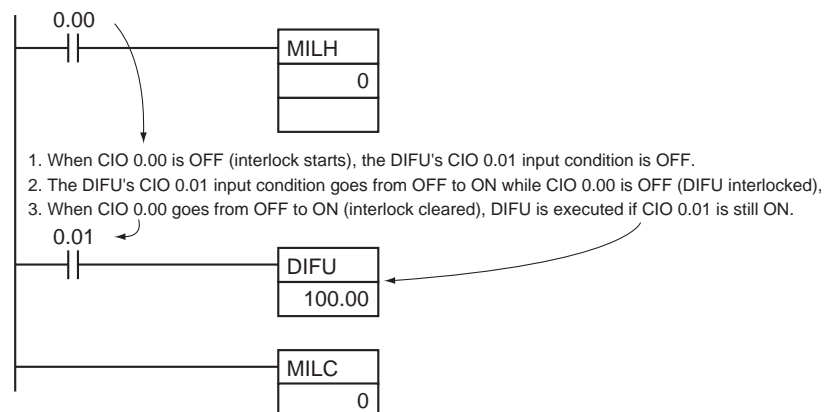 0.00
MILH
0
1. When CIO 0.00 is OFF (interlock starts), the DIFU's CIO 0.01 input condition is OFF.
2. The DIFU's CIO 0.01 input condition goes from OFF to ON while CIO 0.00 is OFF (DIFU interlocked),
3. When CIO 0.00 goes from OFF to ON (interlock cleared), DIFU is executed if CIO 0.01 is still ON.
0.01
DIFU
100.00
MILC
0